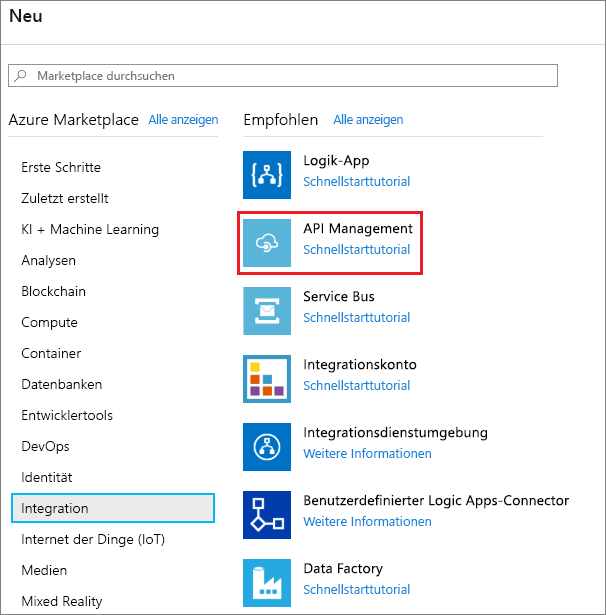 Neu
Marketplace durchsuchen
Azure Marketplace Alle anzeigen
Erste Schritte
Zuletzt erstellt
KI + Machine Learning
Analysen
Blockchain
Compute
Container
Datenbanken
Entwicklertools
DevOps
Identität
Integration
Internet der Dinge (IoT)
Medien
Mixed Reality
Empfohlen Alle anzeigen
Logik-App
Schnellstarttutorial
API Management
Schnellstarttutorial
Service Bus
Schnellstarttutorial
Integrationskonto
Schnellstarttutorial
Integrationsdienstumgebung
Weitere Informationen
Benutzerdefinierter Logic Apps-Connector
Weitere Informationen
Data Factory
Schnellstarttutorial